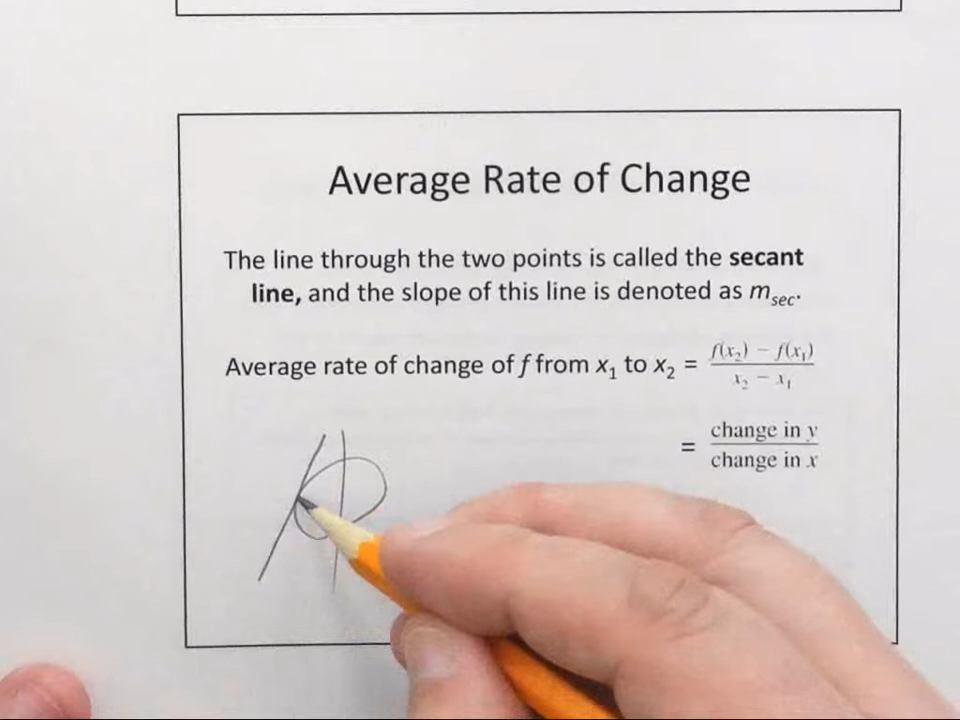 Average Rate of Change
The line through the two points is called the secant
line, and the slope of this line is denoted as m_sec.
Average rate of change of f from x₁ to x₂ = f(x₂) − f(x₁) / x₂ − x₁
= change in y / change in x